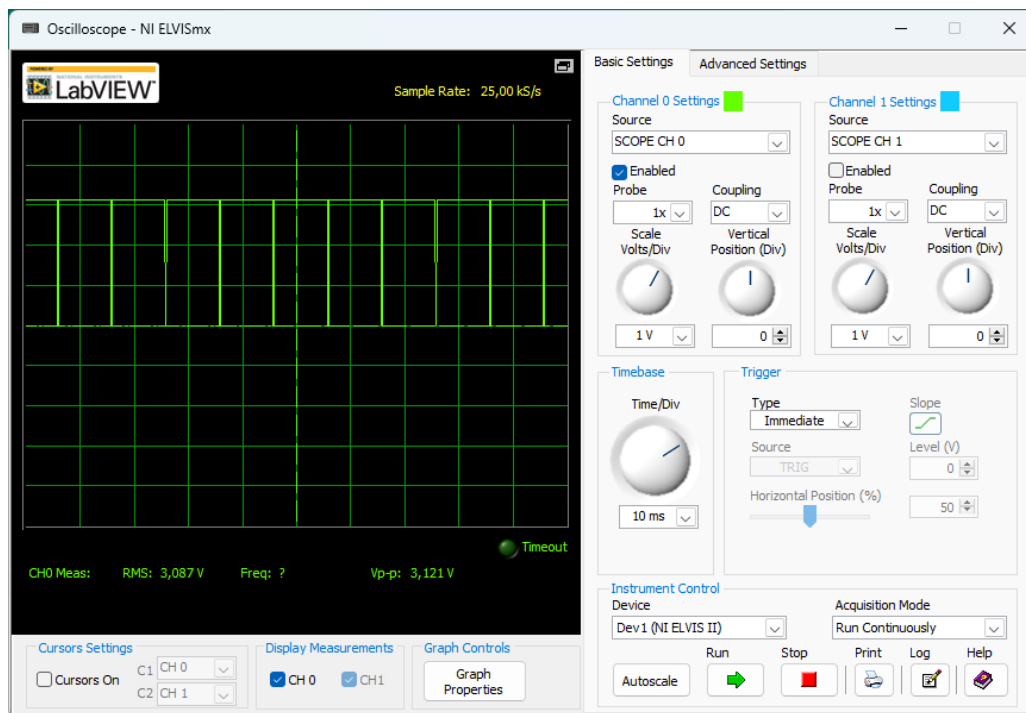 Oscilloscope - NI ELVISmx
POWERED BY
NATIONAL INSTRUMENTS
LabVIEW™
Sample Rate: 25,00 kS/s
Timeout
CH0 Meas: RMS: 3,087 V Freq: ? Vp-p: 3,121 V
Cursors Settings
Cursors On
C1 CH 0
C2 CH 1
Display Measurements
CH 0 CH1
Graph Controls
Graph
Properties
Basic Settings Advanced Settings
Channel 0 Settings
Source
SCOPE CH 0
Enabled
Probe Coupling
1x DC
Scale Vertical
Volts/Div Position (Div)
1 V 0
Channel 1 Settings
Source
SCOPE CH 1
Enabled
Probe Coupling
1x DC
Scale Vertical
Volts/Div Position (Div)
1 V 0
Timebase
Time/Div
10 ms
Trigger
Type Slope
Immediate
Source Level (V)
TRIG 0
Horizontal Position (%)
50
Instrument Control
Device Acquisition Mode
Dev1 (NI ELVIS II) Run Continuously
Run Stop Print Log Help
Autoscale